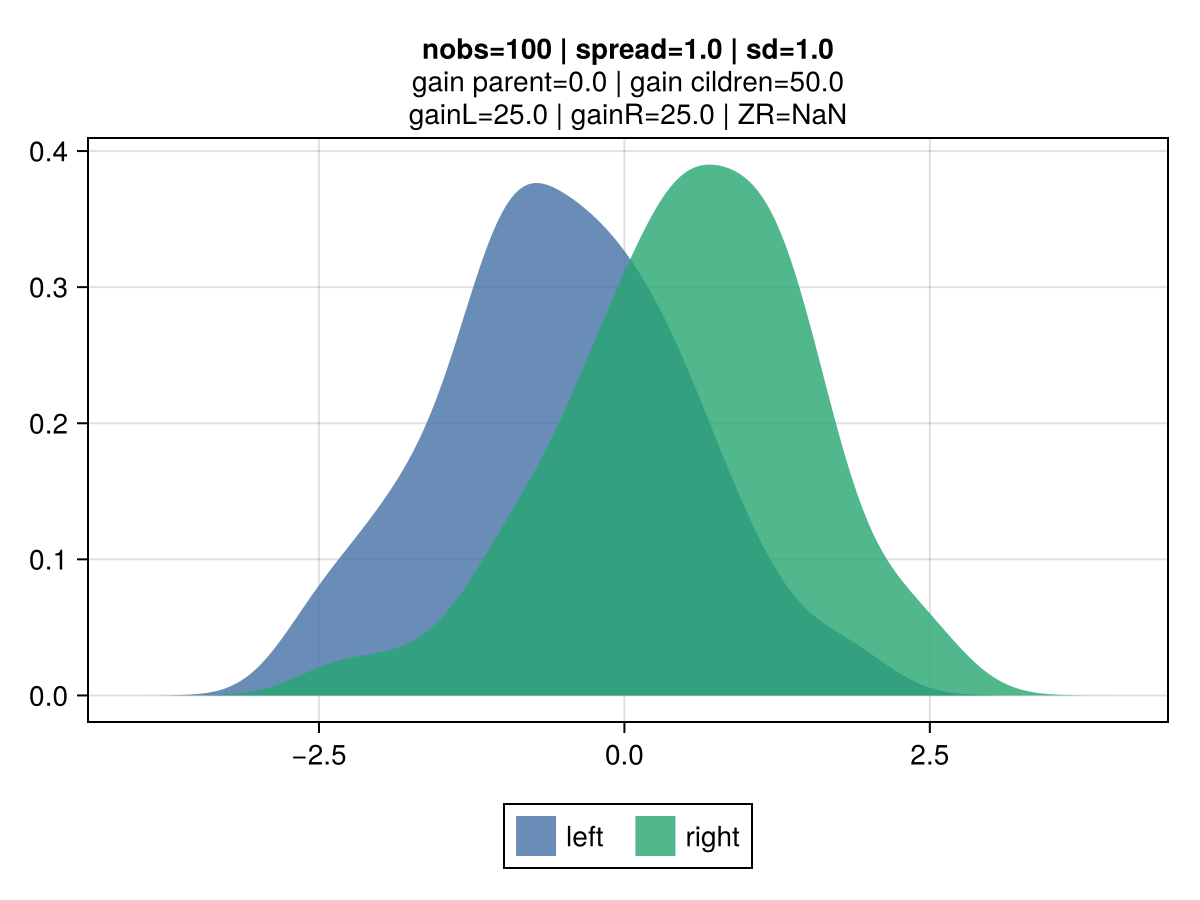 nobs=100 | spread=1.0 | sd=1.0
gain parent=0.0 | gain cildren=50.0
gainL=25.0 | gainR=25.0 | ZR=NaN
0.4
0.3
0.2
0.1
0.0
−2.5 0.0 2.5
left right